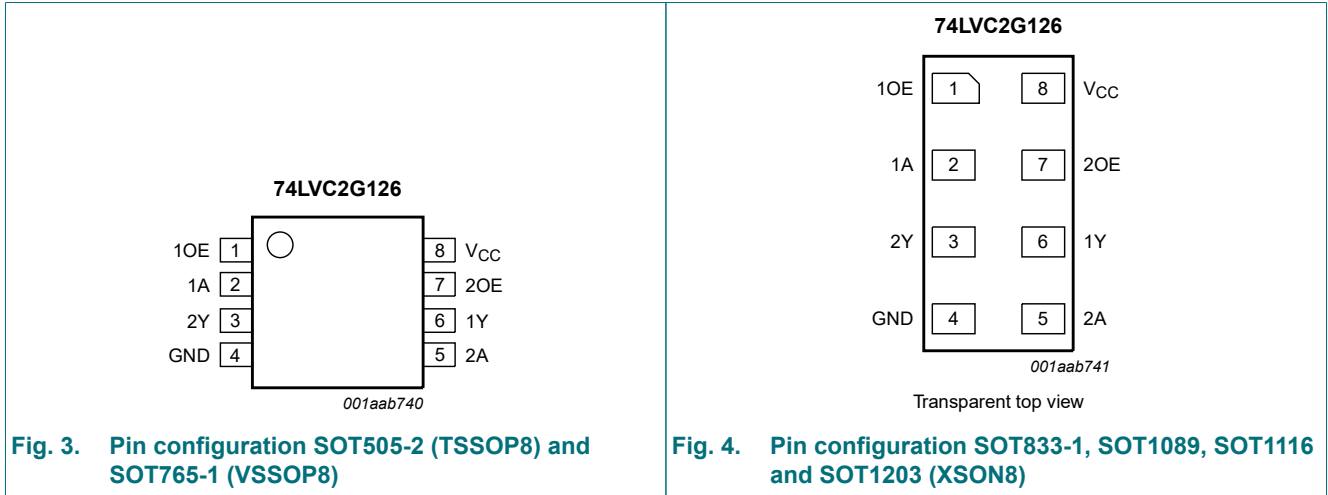 74LVC2G126
1OE 1 8 VCC
1A 2 7 2OE
2Y 3 6 1Y
GND 4 5 2A
001aab740
Fig. 3. Pin configuration SOT505-2 (TSSOP8) and
SOT765-1 (VSSOP8)
74LVC2G126
1OE 1 8 VCC
1A 2 7 2OE
2Y 3 6 1Y
GND 4 5 2A
001aab741
Transparent top view
Fig. 4. Pin configuration SOT833-1, SOT1089, SOT1116
and SOT1203 (XSON8)